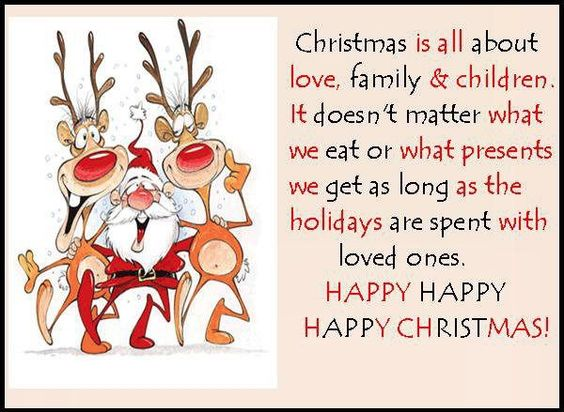 Christmas is all about
love, family & children.
It doesn't matter what
we eat or what presents
we get as long as the
holidays are spent with
loved ones.
HAPPY HAPPY
HAPPY CHRISTMAS!